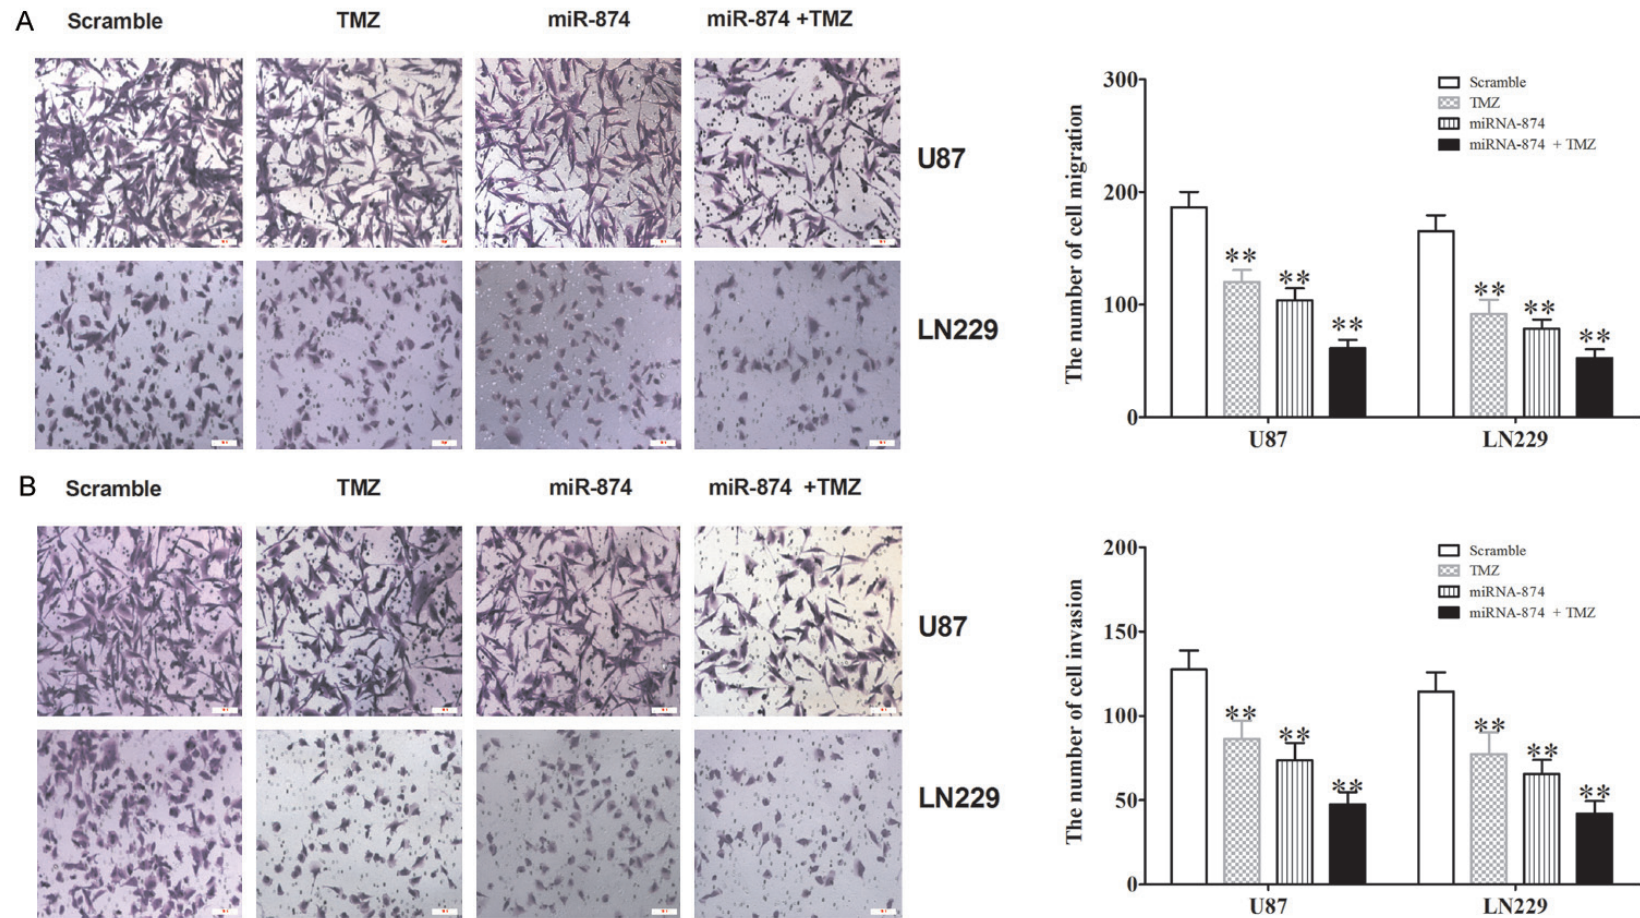 A
Scramble TMZ miR-874 miR-874 +TMZ
U87
LN229
300
200
100
0
The number of cell migration
Scramble
TMZ
miRNA-874
miRNA-874 + TMZ
** ** **
** ** **
U87 LN229
B
Scramble TMZ miR-874 miR-874 +TMZ
U87
LN229
200
150
100
50
0
The number of cell invasion
Scramble
TMZ
miRNA-874
miRNA-874 + TMZ
** ** **
** ** **
U87 LN229